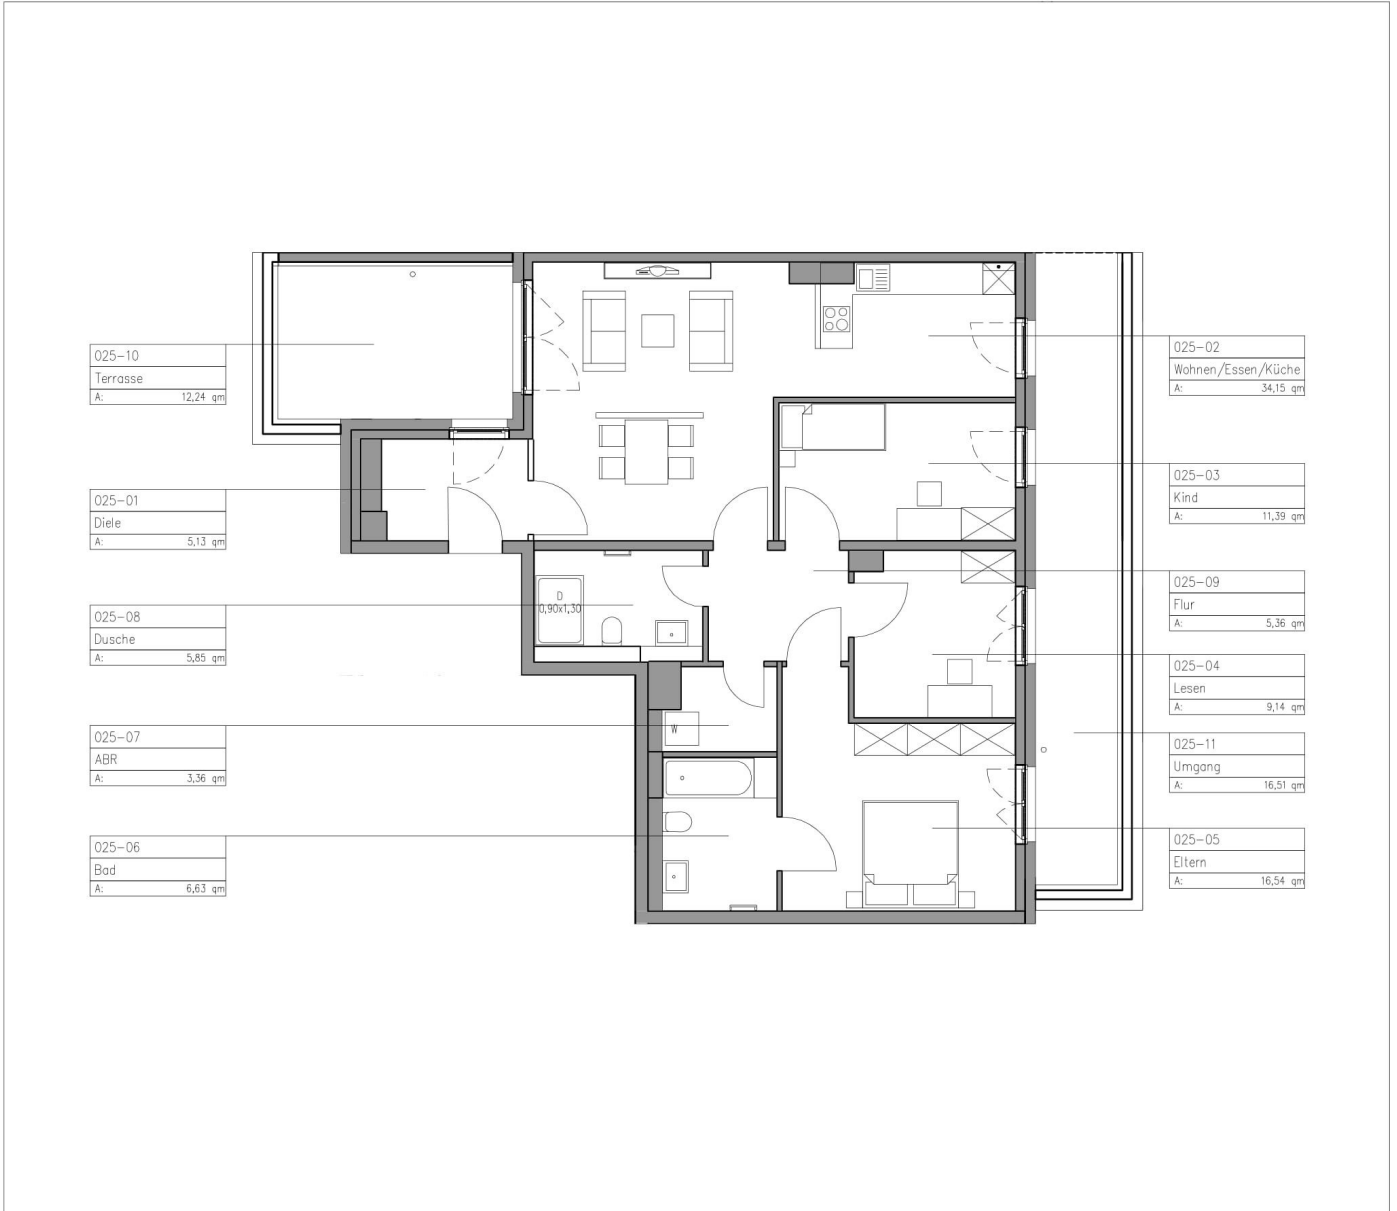 025-10
Terrasse
A: 12,24 qm
025-01
Diele
A: 5,13 qm
025-08
Dusche
A: 5,85 qm
025-07
ABR
A: 3,36 qm
025-06
Bad
A: 6,63 qm
D
0,90x1,30
W
025-02
Wohnen/Essen/Küche
A: 34,15 qm
025-03
Kind
A: 11,39 qm
025-09
Flur
A: 5,36 qm
025-04
Lesen
A: 9,14 qm
025-11
Umgang
A: 16,51 qm
025-05
Eltern
A: 16,54 qm